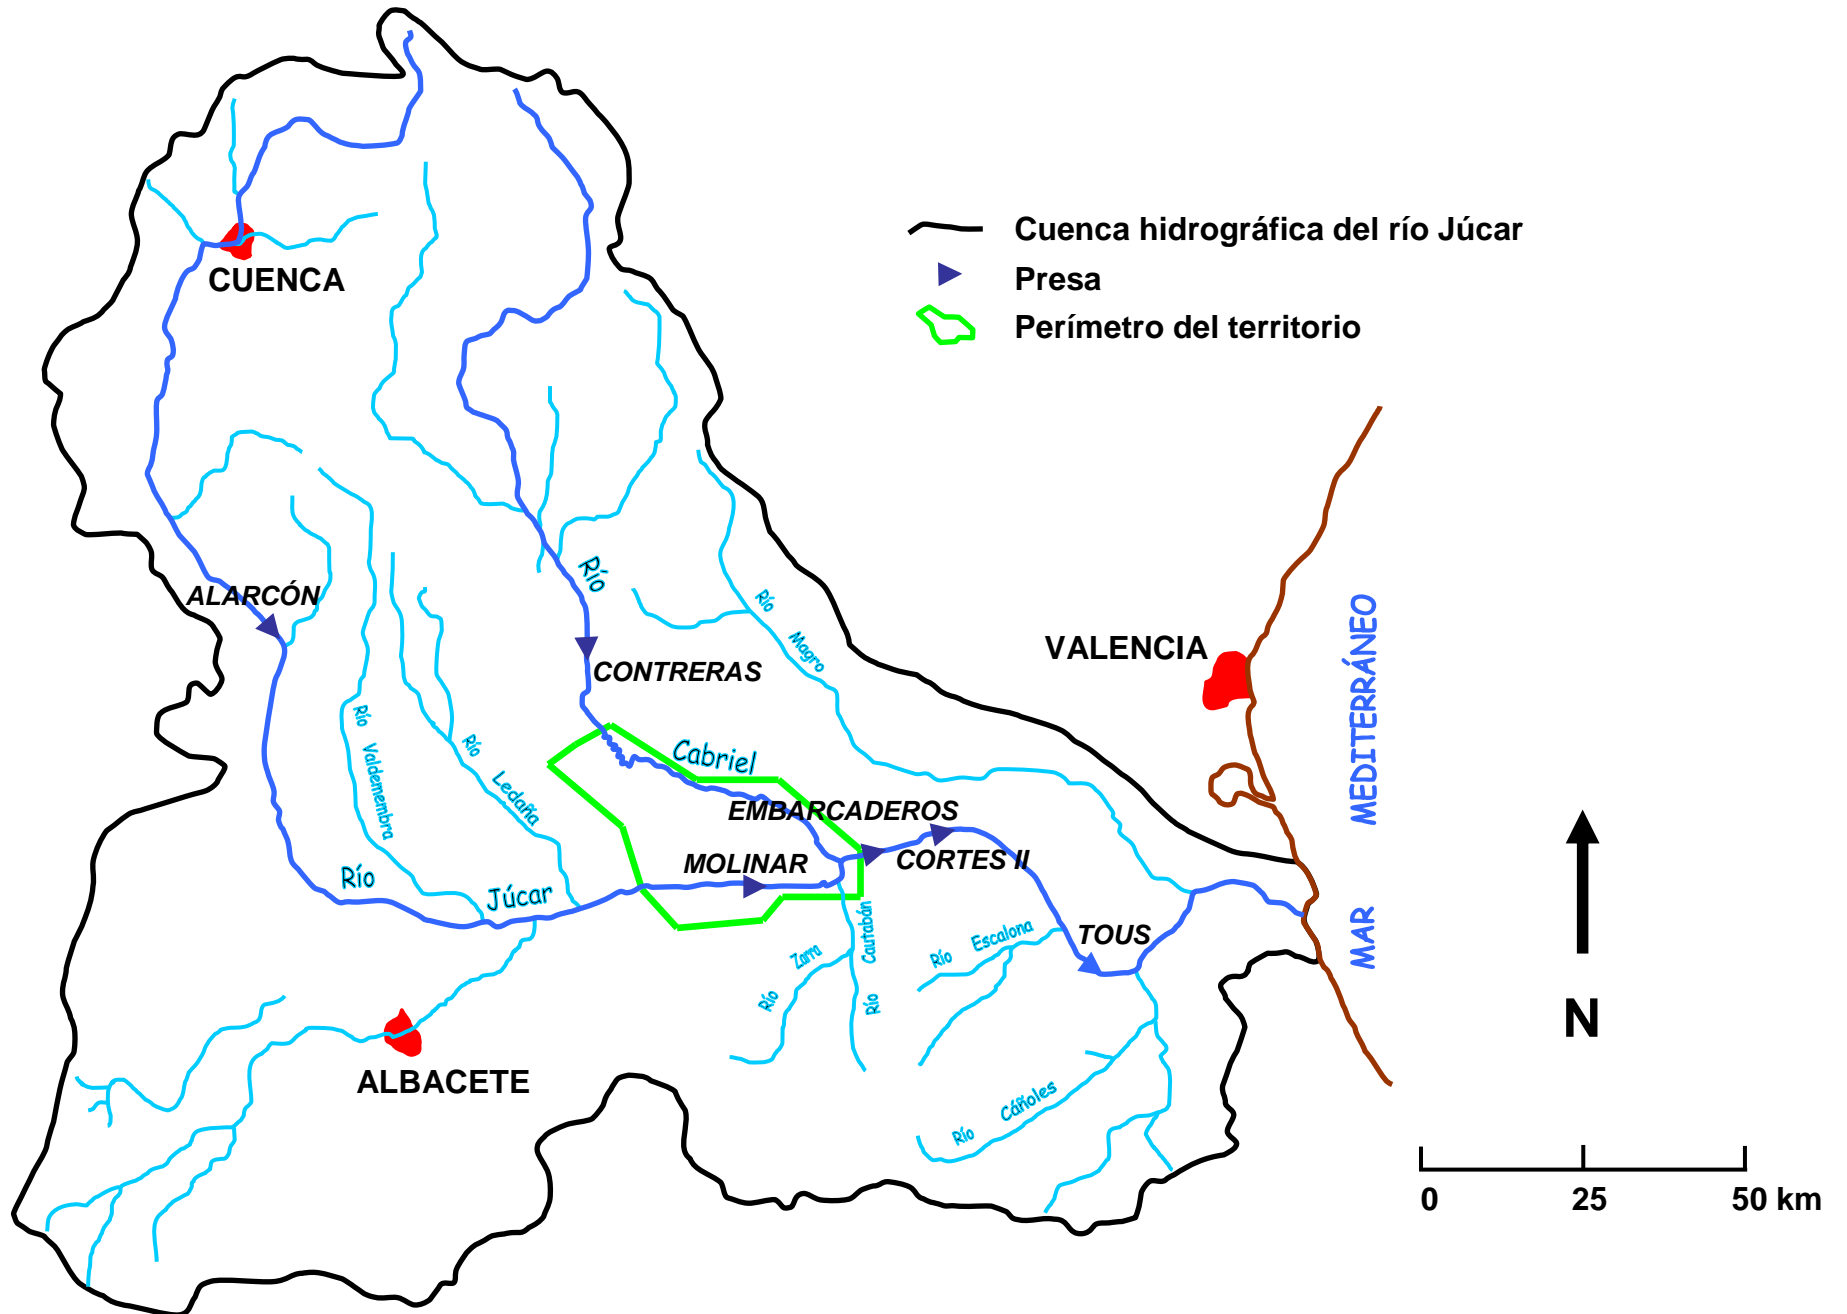 Cuenca hidrográfica del río Júcar
Presa
Perímetro del territorio
CUENCA
ALARCÓN
Río
CONTRERAS
Río
Magro
VALENCIA
MAR MEDITERRÁNEO
Río
Valdemembra
Río
Ledaña
Cabriel
EMBARCADEROS
MOLINAR
CORTES II
Río
Júcar
TOUS
Río
Zarra
Río
Cautabán
Río
Escalona
ALBACETE
Río
Cáñoles
N
0
25
50 km